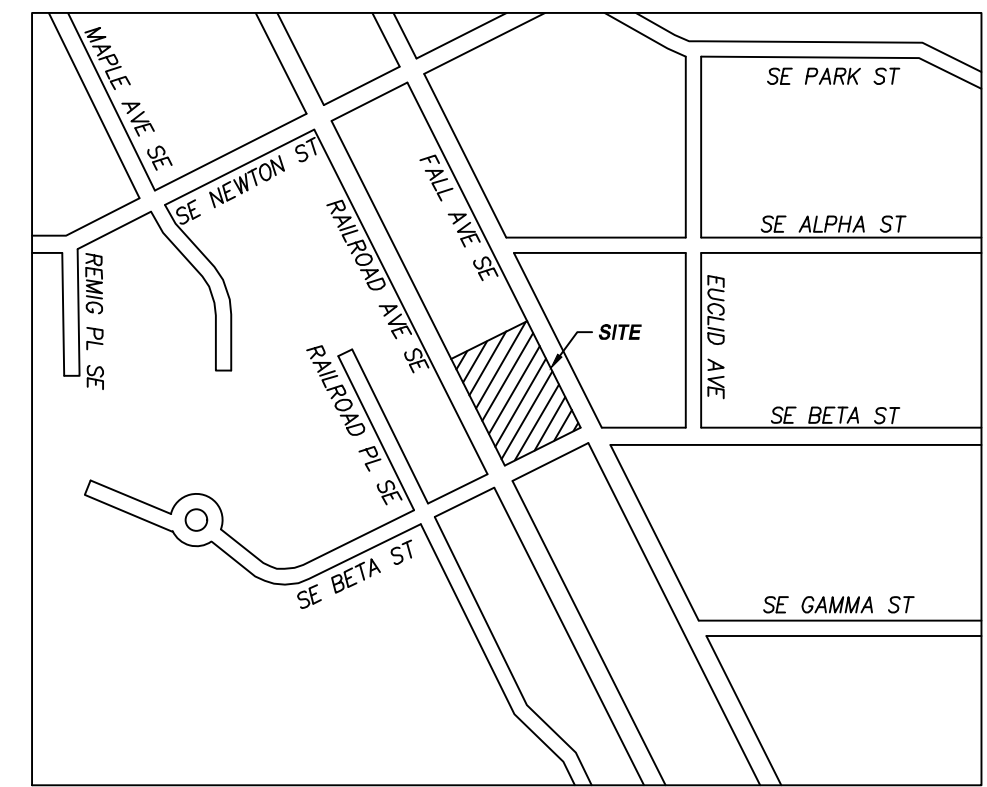 MAPLE AVE SE
SE PARK ST
SE NEWTON ST
FALL AVE SE
SE ALPHA ST
RAILROAD AVE SE
REMIG PL SE
EUCLID AVE
SITE
RAILROAD PL SE
SE BETA ST
SE BETA ST
SE GAMMA ST